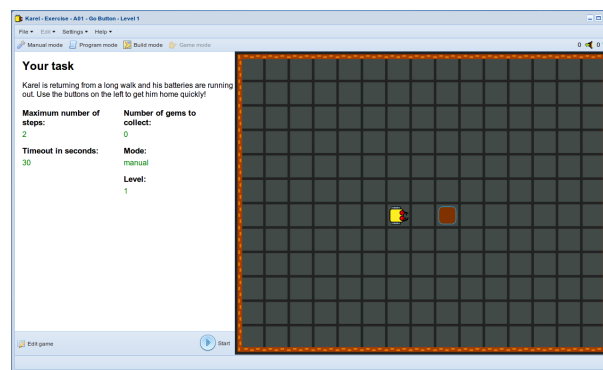 Karel - Exercise - A01 - Go Button - Level 1
File Edit Settings Help
Manual mode Program mode Build mode Game mode 0 0
Your task
Karel is returning from a long walk and his batteries are running
out. Use the buttons on the left to get him home quickly!
Maximum number of
steps:
2
Number of gems to
collect:
0
Timeout in seconds:
30
Mode:
manual
Level:
1
Edit game
Start